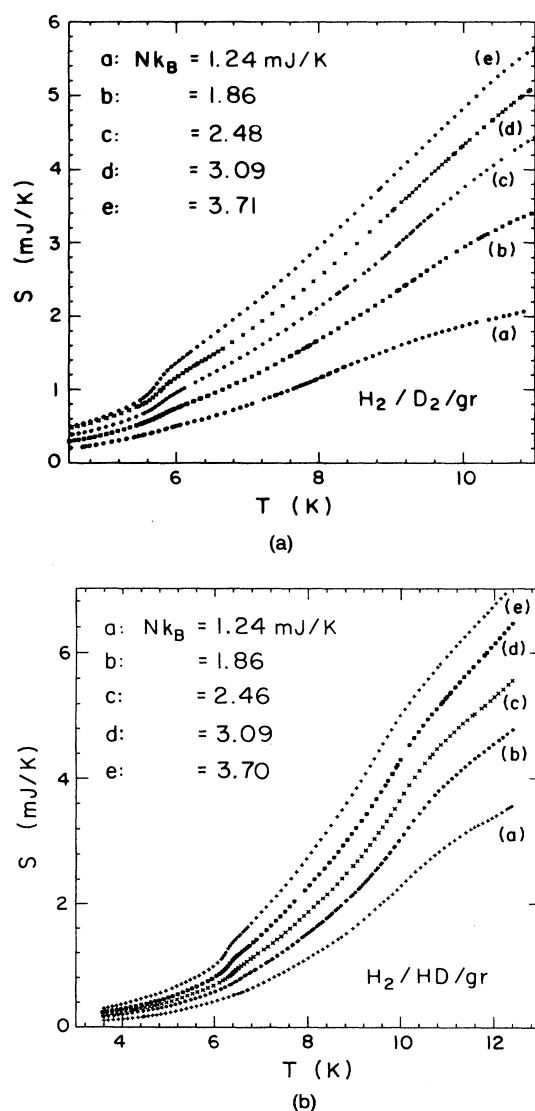 6
5
4
3
2
1
0
S (mJ/K)
a: Nk_B = 1.24 mJ/K
b: = 1.86
c: = 2.48
d: = 3.09
e: = 3.71
(e)
(d)
(c)
(b)
(a)
H₂/D₂/gr
6 8 10
T (K)
(a)
6
4
2
0
S (mJ/K)
a: Nk_B = 1.24 mJ/K
b: = 1.86
c: = 2.46
d: = 3.09
e: = 3.70
(e)
(d)
(c)
(b)
(a)
H₂/HD/gr
4 6 8 10 12
T (K)
(b)